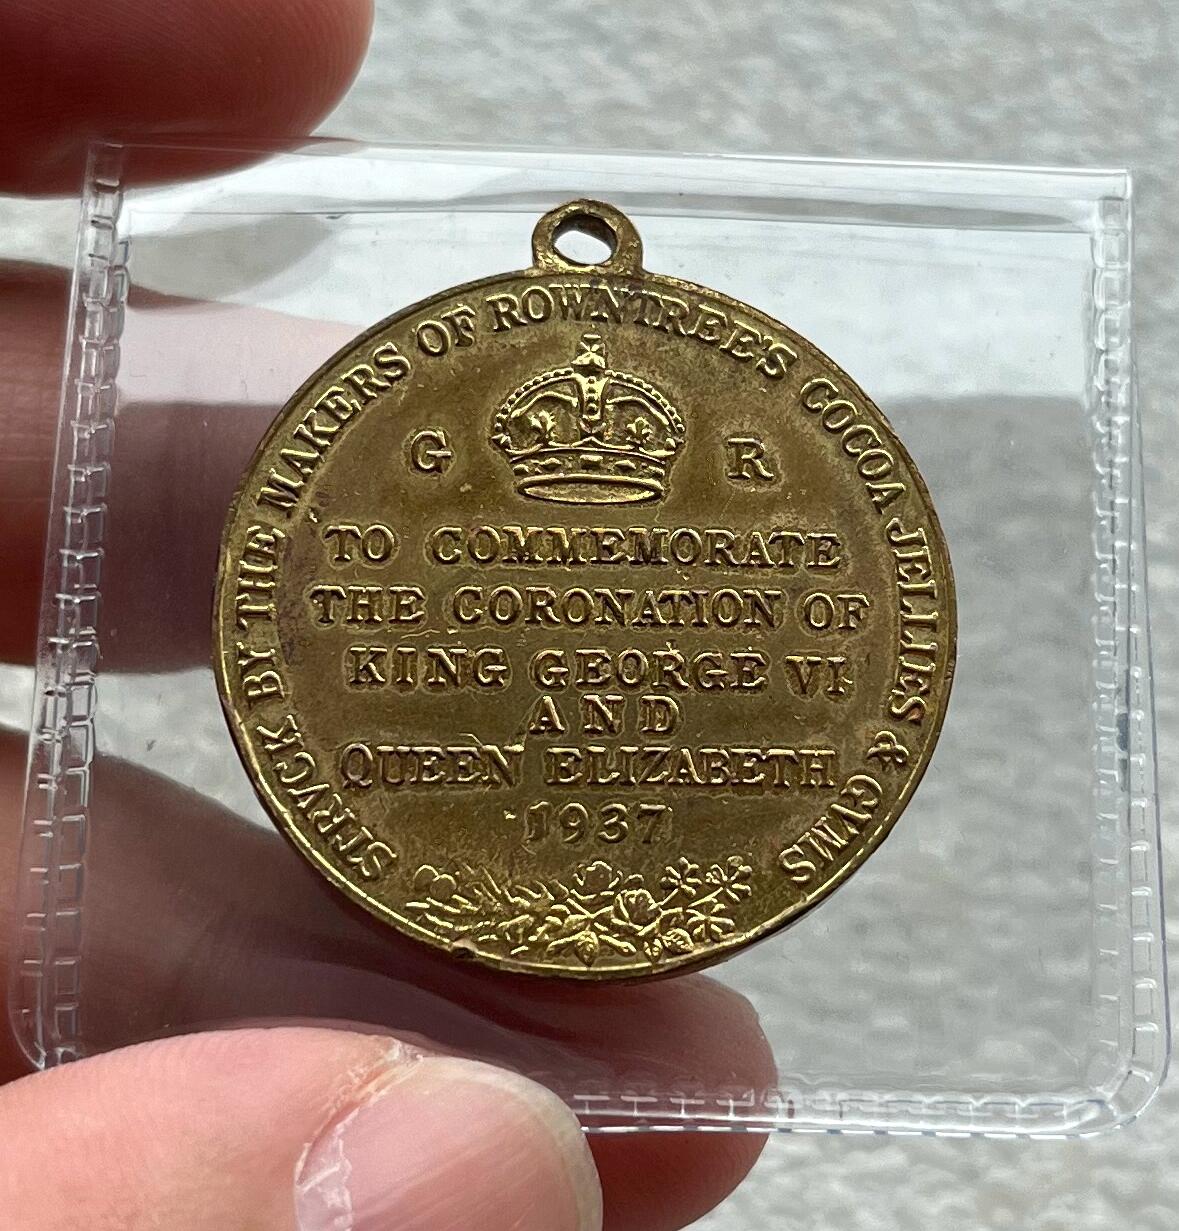 STRVCK BY THE MAKERS OF ROWNTREE'S COCOA JELLIES & GVMS
G R
TO COMMEMORATE
THE CORONATION OF
KING GEORGE VI
AND
QUEEN ELIZABETH
1937